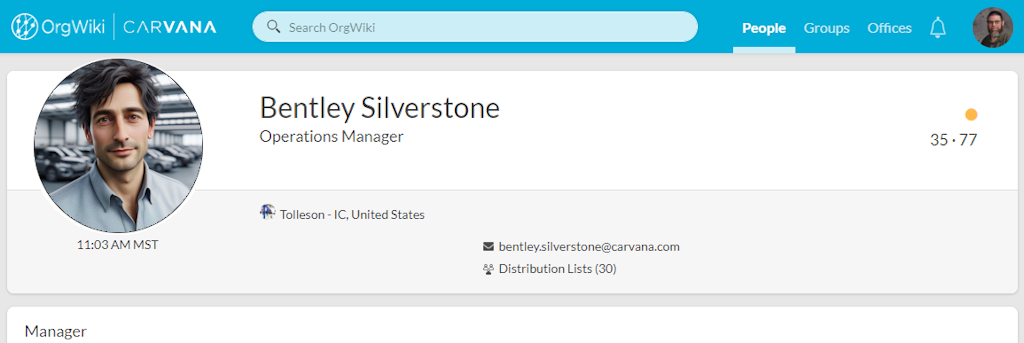 OrgWiki | CARVANA
Search OrgWiki
People
Groups
Offices
Bentley Silverstone
Operations Manager
35 · 77
11:03 AM MST
Tolleson - IC, United States
bentley.silverstone@carvana.com
Distribution Lists (30)
Manager